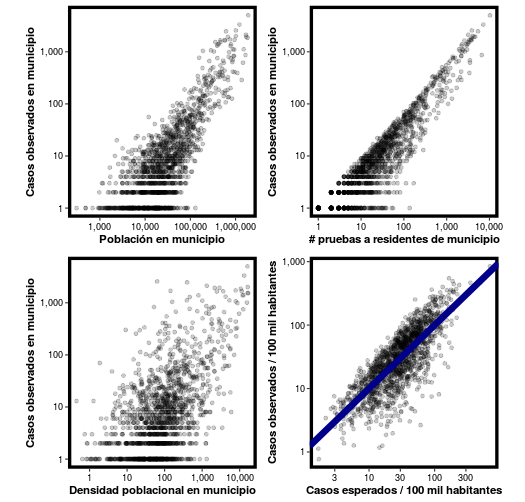 Casos observados en municipio
1,000
100
10
1
1,000 10,000 100,000 1,000,000
Población en municipio
Casos observados en municipio
1,000
100
10
1
1 10 100 1,000 10,000
# pruebas a residentes de municipio
Casos observados en municipio
1,000
100
10
1
1 10 100 1,000 10,000
Densidad poblacional en municipio
Casos observados / 100 mil habitantes
1,000
100
10
1
3 10 30 100 300
Casos esperados / 100 mil habitantes